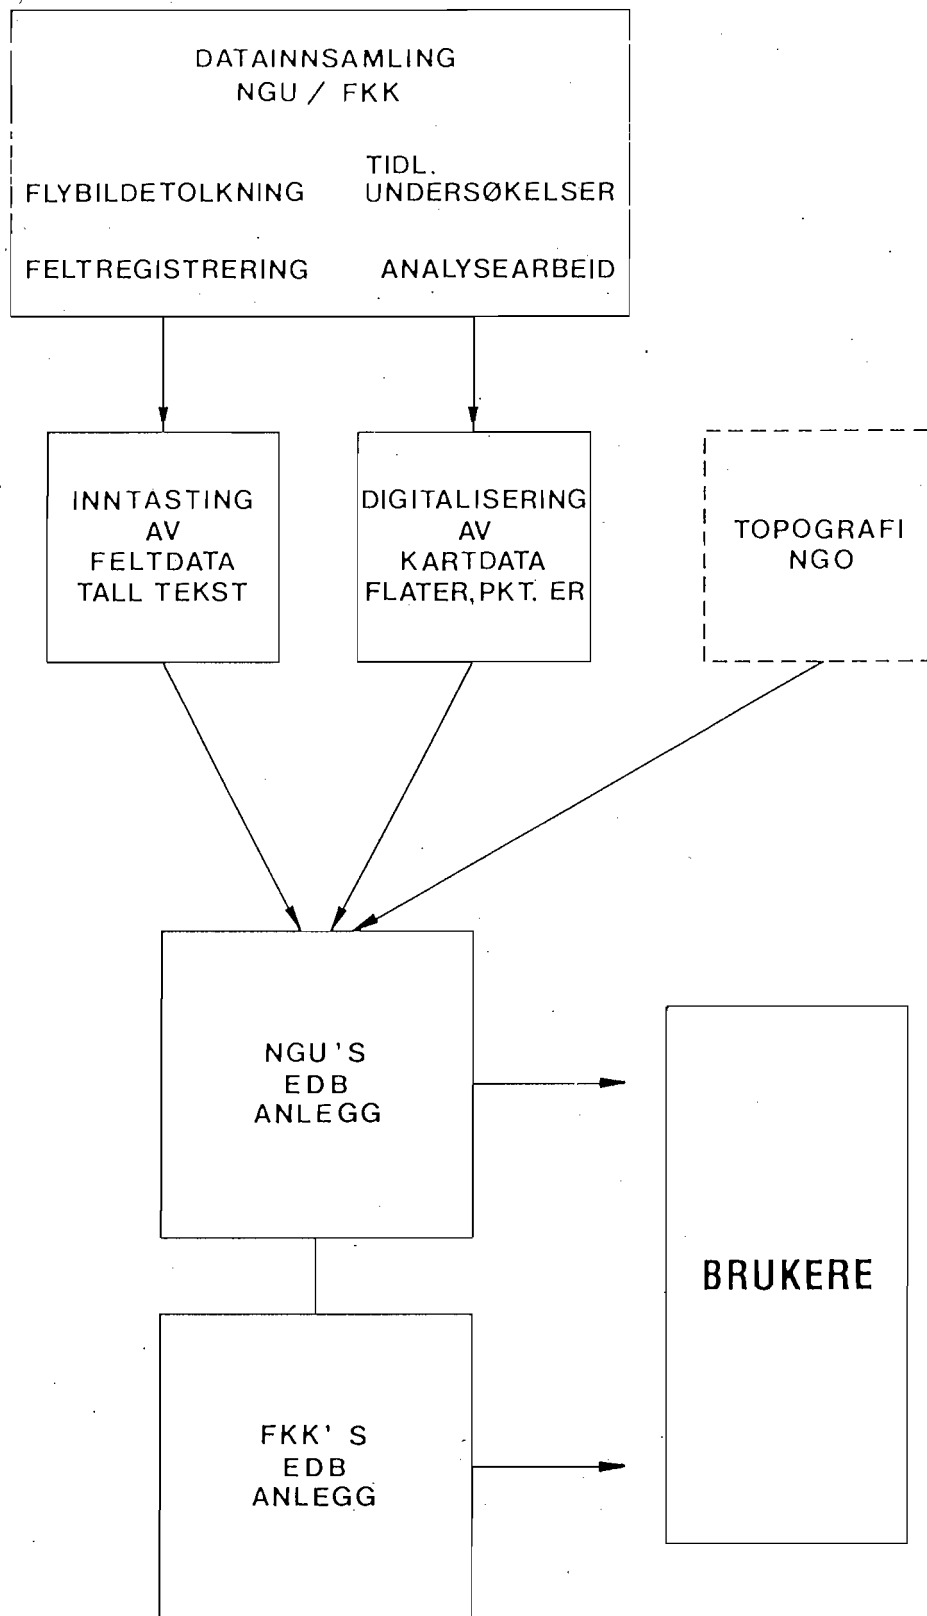 DATAINNSAMLING
NGU / FKK
FLYBILDETOLKNING
TIDL.
UNDERSØKELSER
FELTREGISTRERING
ANALYSEARBEID
INNTASTING
AV
FELTDATA
TALL TEKST
DIGITALISERING
AV
KARTDATA
FLATER, PKT. ER
TOPOGRAFI
NGO
NGU'S
EDB
ANLEGG
BRUKERE
FKK'S
EDB
ANLEGG